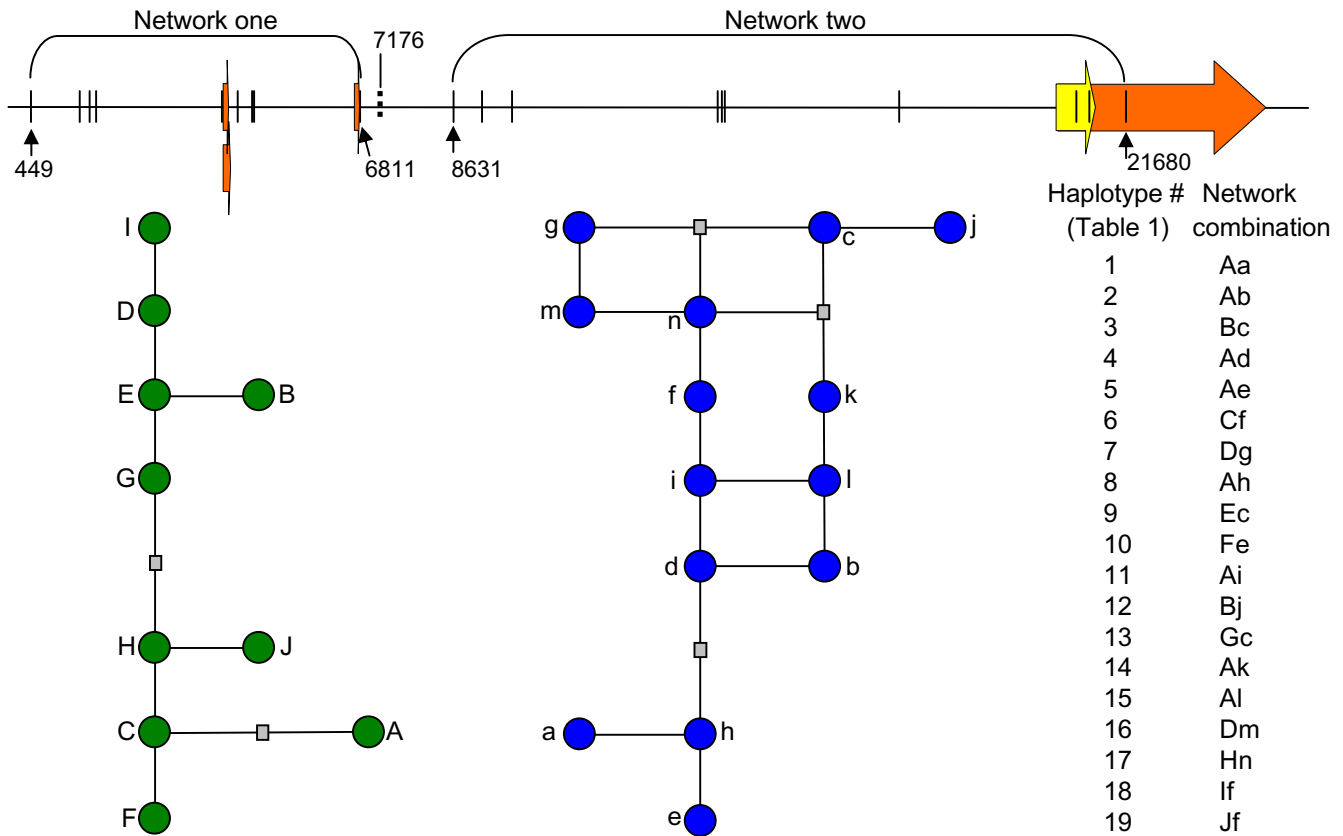 Network one
Network two
7176
449
6811
8631
21680
I
D
E
B
G
H
J
C
A
F
g
c
j
m
n
f
k
i
l
d
b
a
h
e
Haplotype # Network
(Table 1) combination
1 Aa
2 Ab
3 Bc
4 Ad
5 Ae
6 Cf
7 Dg
8 Ah
9 Ec
10 Fe
11 Ai
12 Bj
13 Gc
14 Ak
15 Al
16 Dm
17 Hn
18 If
19 Jf